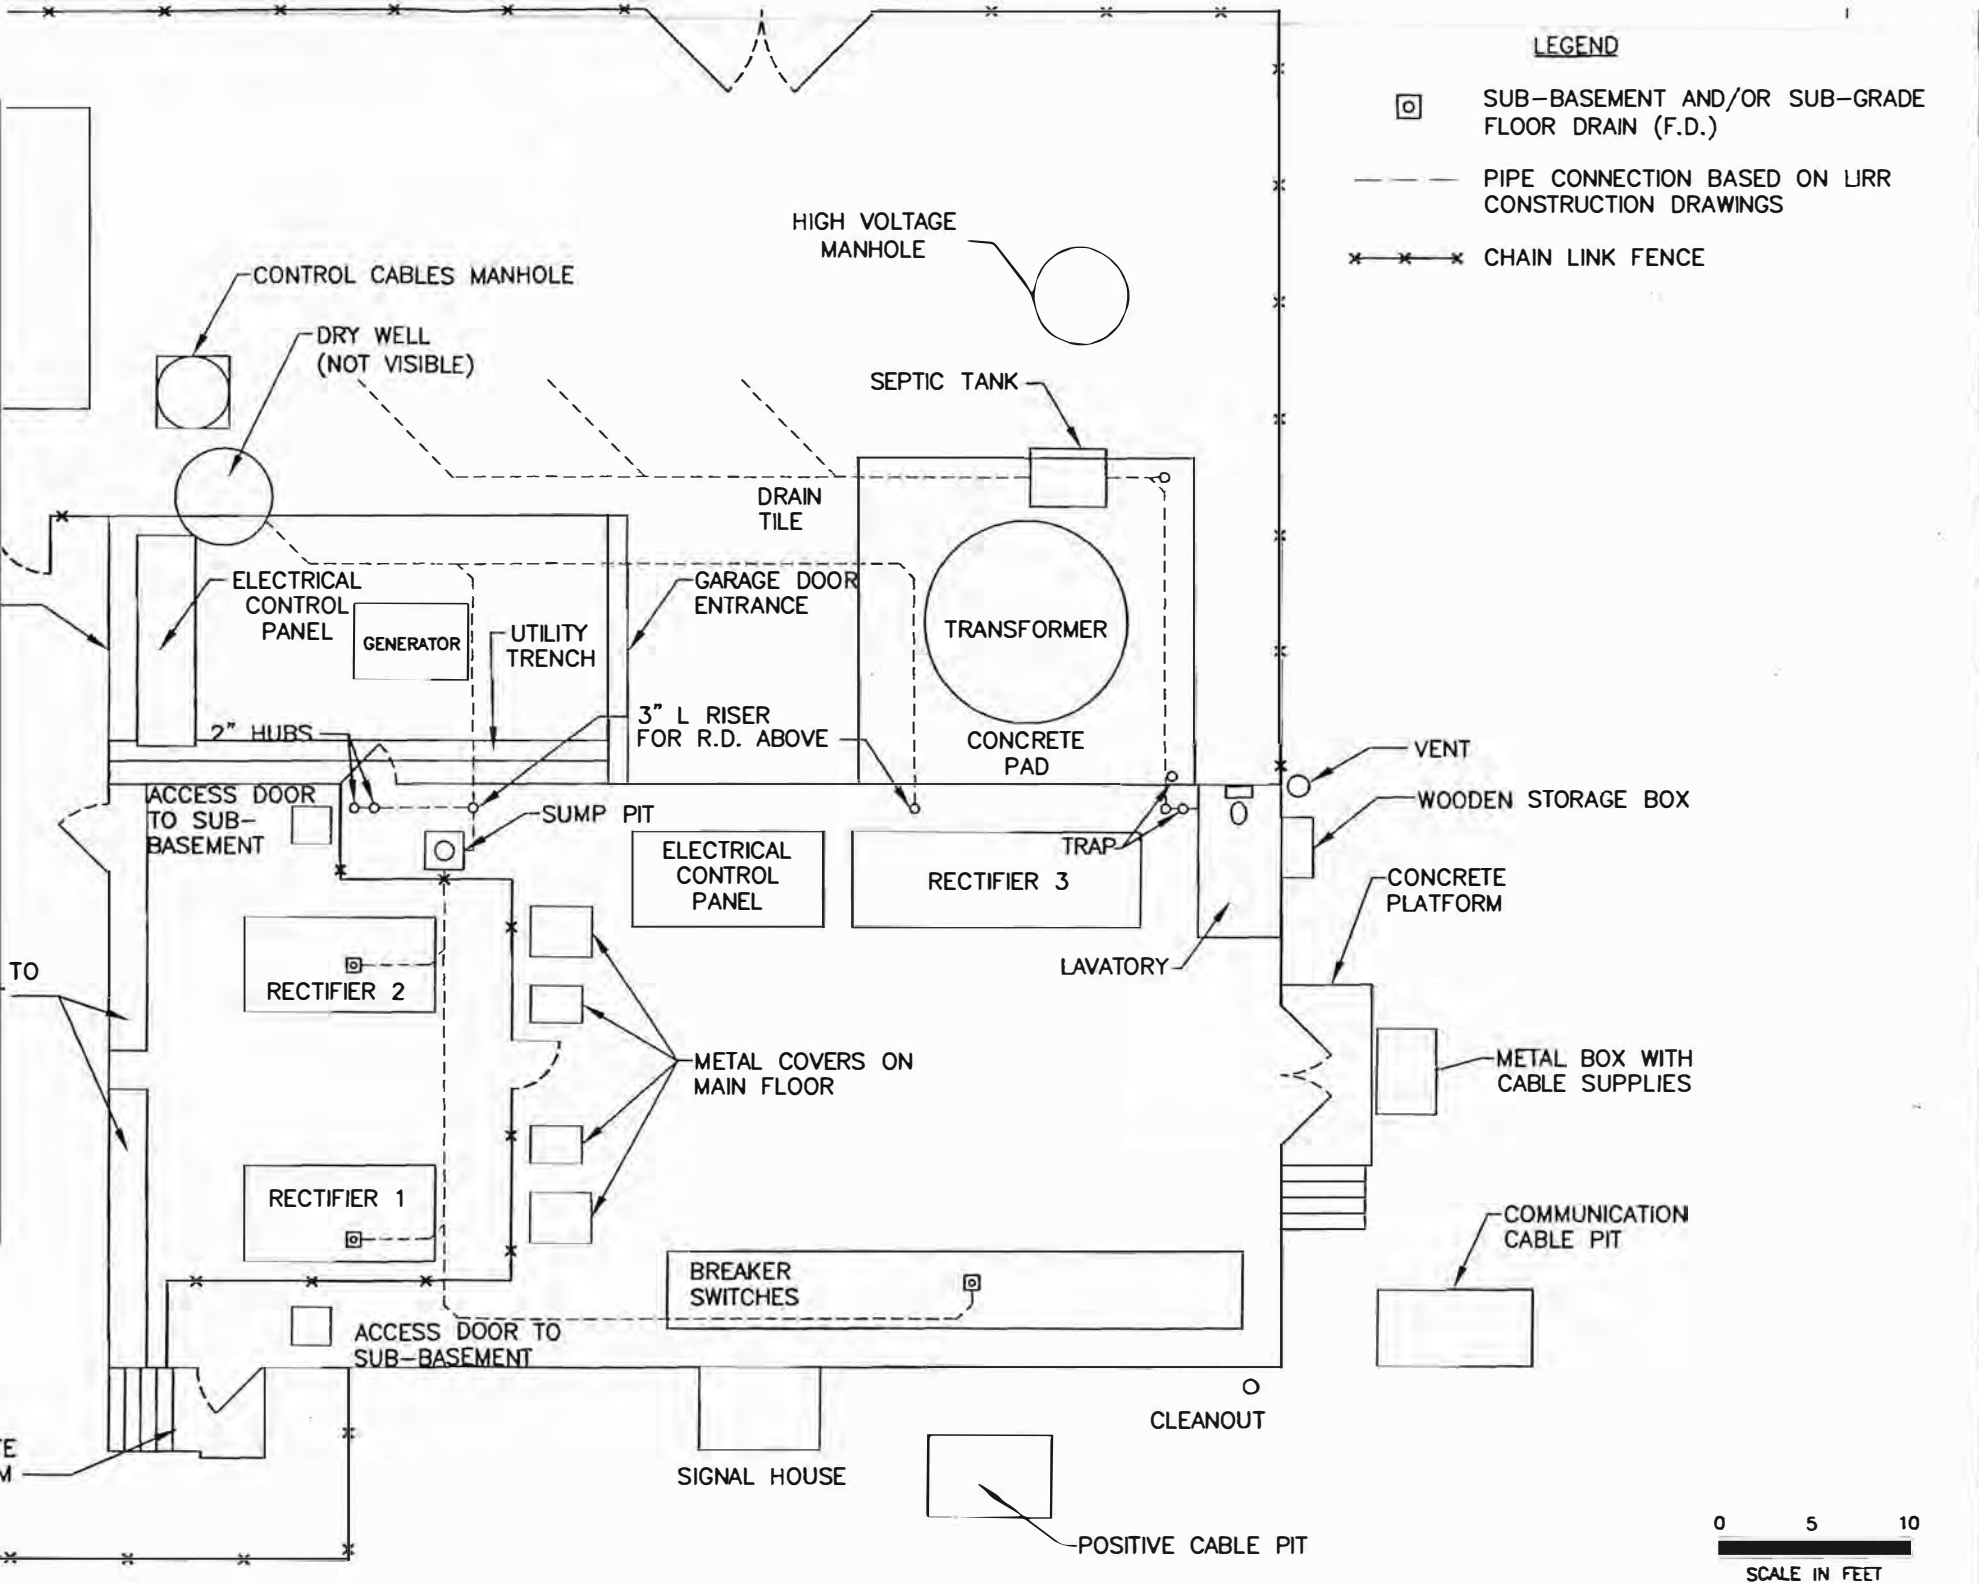 LEGEND
SUB-BASEMENT AND/OR SUB-GRADE
FLOOR DRAIN (F.D.)
PIPE CONNECTION BASED ON LIRR
CONSTRUCTION DRAWINGS
CHAIN LINK FENCE
HIGH VOLTAGE
MANHOLE
CONTROL CABLES MANHOLE
DRY WELL
(NOT VISIBLE)
SEPTIC TANK
DRAIN
TILE
ELECTRICAL
CONTROL
PANEL
GENERATOR
UTILITY
TRENCH
GARAGE DOOR
ENTRANCE
TRANSFORMER
2" HUBS
3" L RISER
FOR R.D. ABOVE
CONCRETE
PAD
VENT
WOODEN STORAGE BOX
ACCESS DOOR
TO SUB-
BASEMENT
SUMP PIT
ELECTRICAL
CONTROL
PANEL
RECTIFIER 3
TRAP
CONCRETE
PLATFORM
TO
RECTIFIER 2
LAVATORY
METAL COVERS ON
MAIN FLOOR
METAL BOX WITH
CABLE SUPPLIES
RECTIFIER 1
COMMUNICATION
CABLE PIT
BREAKER
SWITCHES
ACCESS DOOR TO
SUB-BASEMENT
CLEANOUT
TE
M
SIGNAL HOUSE
POSITIVE CABLE PIT
0 5 10
SCALE IN FEET